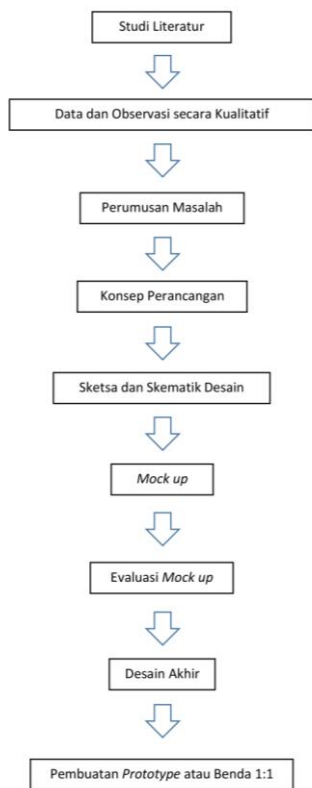 Studi Literatur
Data dan Observasi secara Kualitatif
Perumusan Masalah
Konsep Perancangan
Sketsa dan Skematik Desain
Mock up
Evaluasi Mock up
Desain Akhir
Pembuatan Prototype atau Benda 1:1